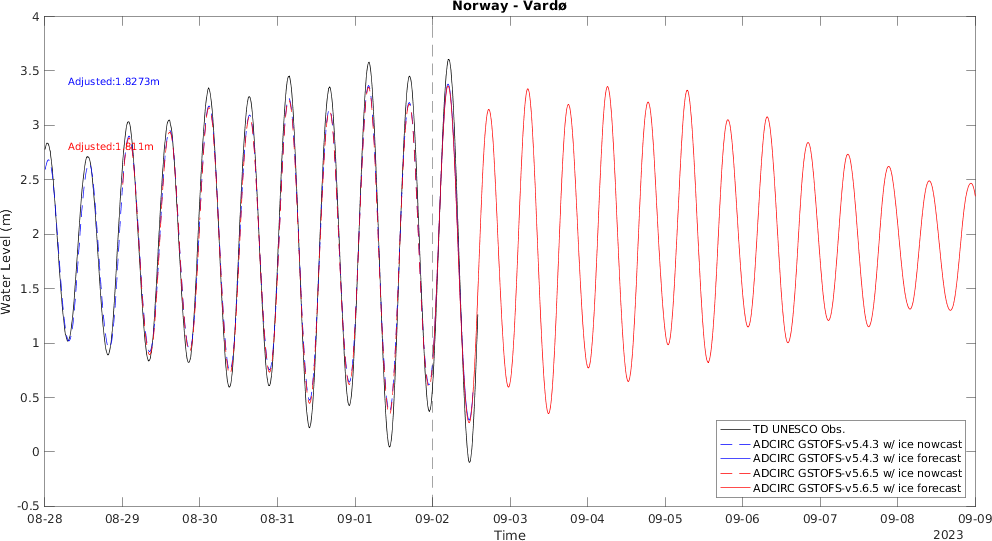 Norway - Vardø
4
3.5
3
2.5
2
1.5
1
0.5
0
-0.5
Water Level (m)
Adjusted:1.8273m
Adjusted:1.811m
TD UNESCO Obs.
ADCIRC GSTOFS-v5.4.3 w/ ice nowcast
ADCIRC GSTOFS-v5.4.3 w/ ice forecast
ADCIRC GSTOFS-v5.6.5 w/ ice nowcast
ADCIRC GSTOFS-v5.6.5 w/ ice forecast
08-28 08-29 08-30 08-31 09-01 09-02 09-03 09-04 09-05 09-06 09-07 09-08 09-09
Time
2023